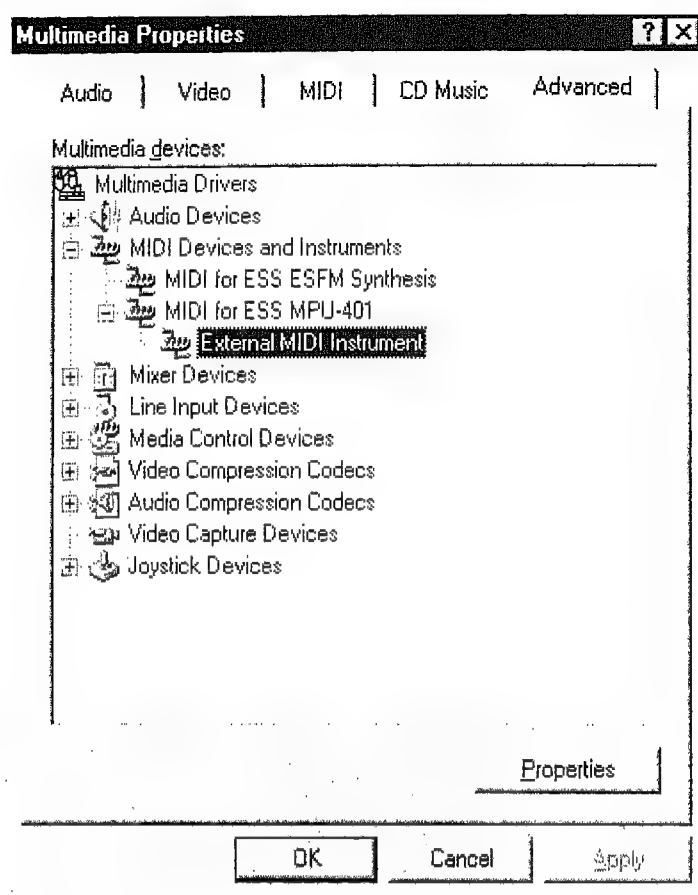 Multimedia Properties ? X
Audio Video MIDI CD Music Advanced
Multimedia devices:
Multimedia Drivers
Audio Devices
MIDI Devices and Instruments
MIDI for ESS ESFM Synthesis
MIDI for ESS MPU-401
External MIDI Instrument
Mixer Devices
Line Input Devices
Media Control Devices
Video Compression Codecs
Audio Compression Codecs
Video Capture Devices
Joystick Devices
Properties
OK Cancel Apply